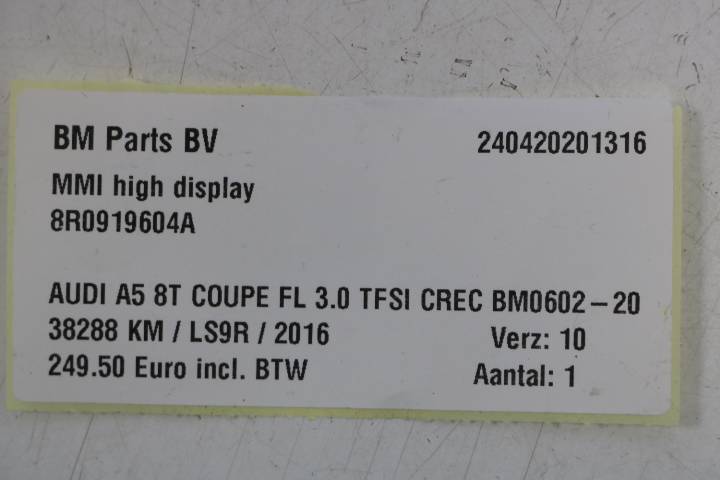 BM Parts BV 240420201316
MMI high display
8R0919604A
AUDI A5 8T COUPE FL 3.0 TFSI CREC BM0602-20
38288 KM / LS9R / 2016 Verz: 10
249.50 Euro incl. BTW Aantal: 1